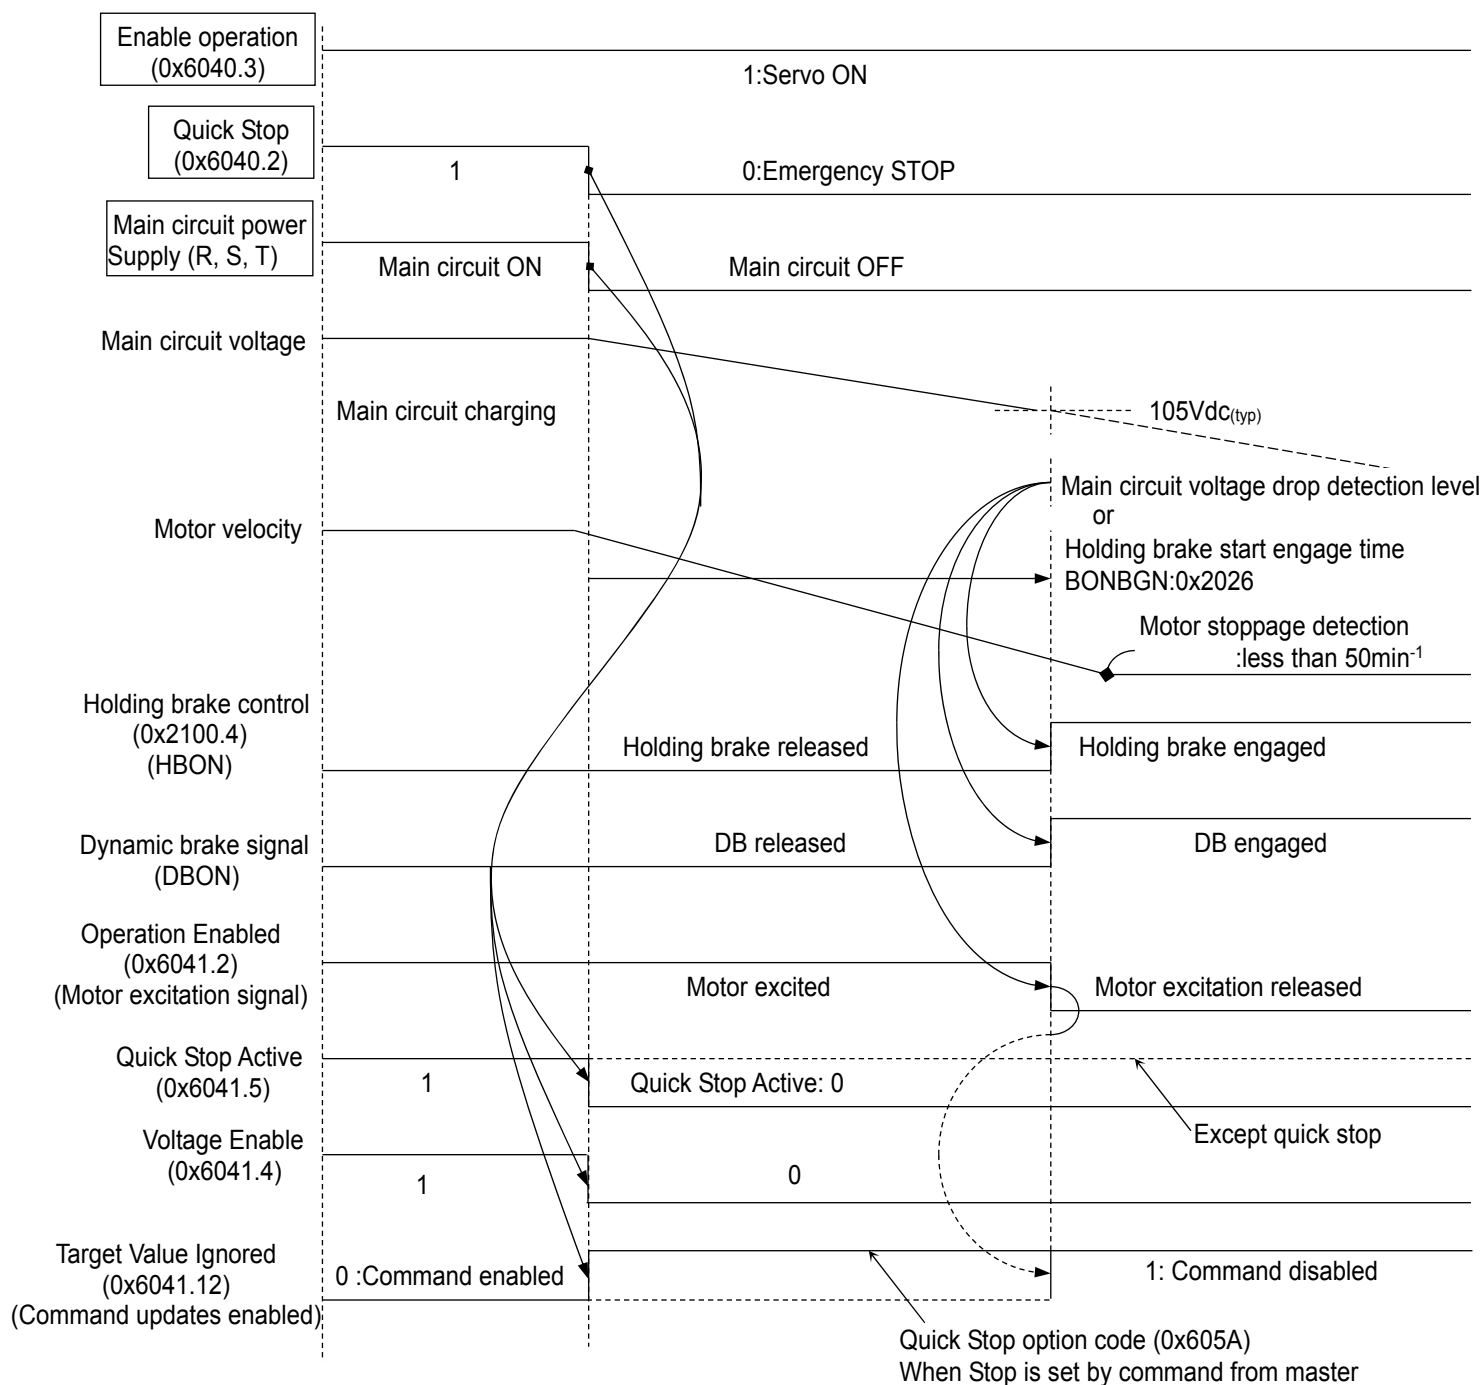 Enable operation
(0x6040.3)
1:Servo ON
Quick Stop
(0x6040.2)
1
0:Emergency STOP
Main circuit power
Supply (R, S, T)
Main circuit ON
Main circuit OFF
Main circuit voltage
Main circuit charging
105Vdc(typ)
Main circuit voltage drop detection level
or
Holding brake start engage time
BONBGN:0x2026
Motor velocity
Motor stoppage detection
:less than 50min-1
Holding brake control
(0x2100.4)
(HBON)
Holding brake released
Holding brake engaged
Dynamic brake signal
(DBON)
DB released
DB engaged
Operation Enabled
(0x6041.2)
(Motor excitation signal)
Motor excited
Motor excitation released
Quick Stop Active
(0x6041.5)
1
Quick Stop Active: 0
Except quick stop
Voltage Enable
(0x6041.4)
1
0
Target Value Ignored
(0x6041.12)
(Command updates enabled)
0 :Command enabled
1: Command disabled
Quick Stop option code (0x605A)
When Stop is set by command from master